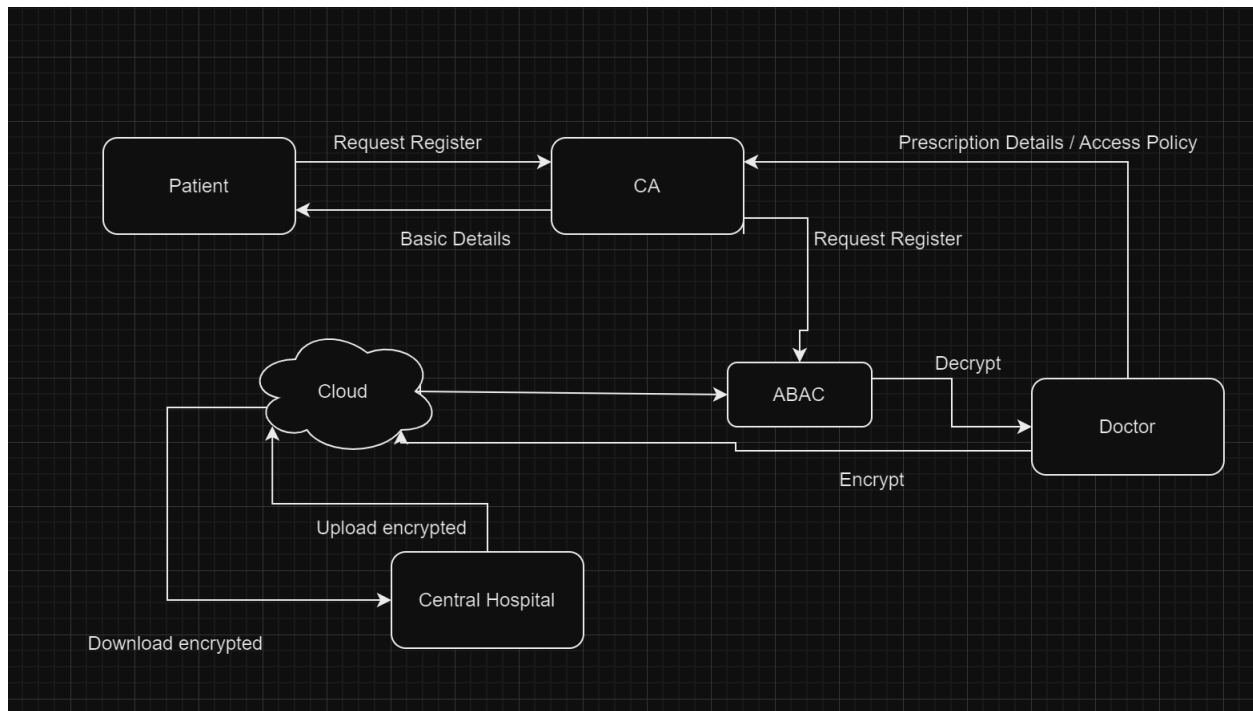 Request Register
Prescription Details / Access Policy
Patient
CA
Basic Details
Request Register
Cloud
Decrypt
ABAC
Doctor
Encrypt
Upload encrypted
Central Hospital
Download encrypted